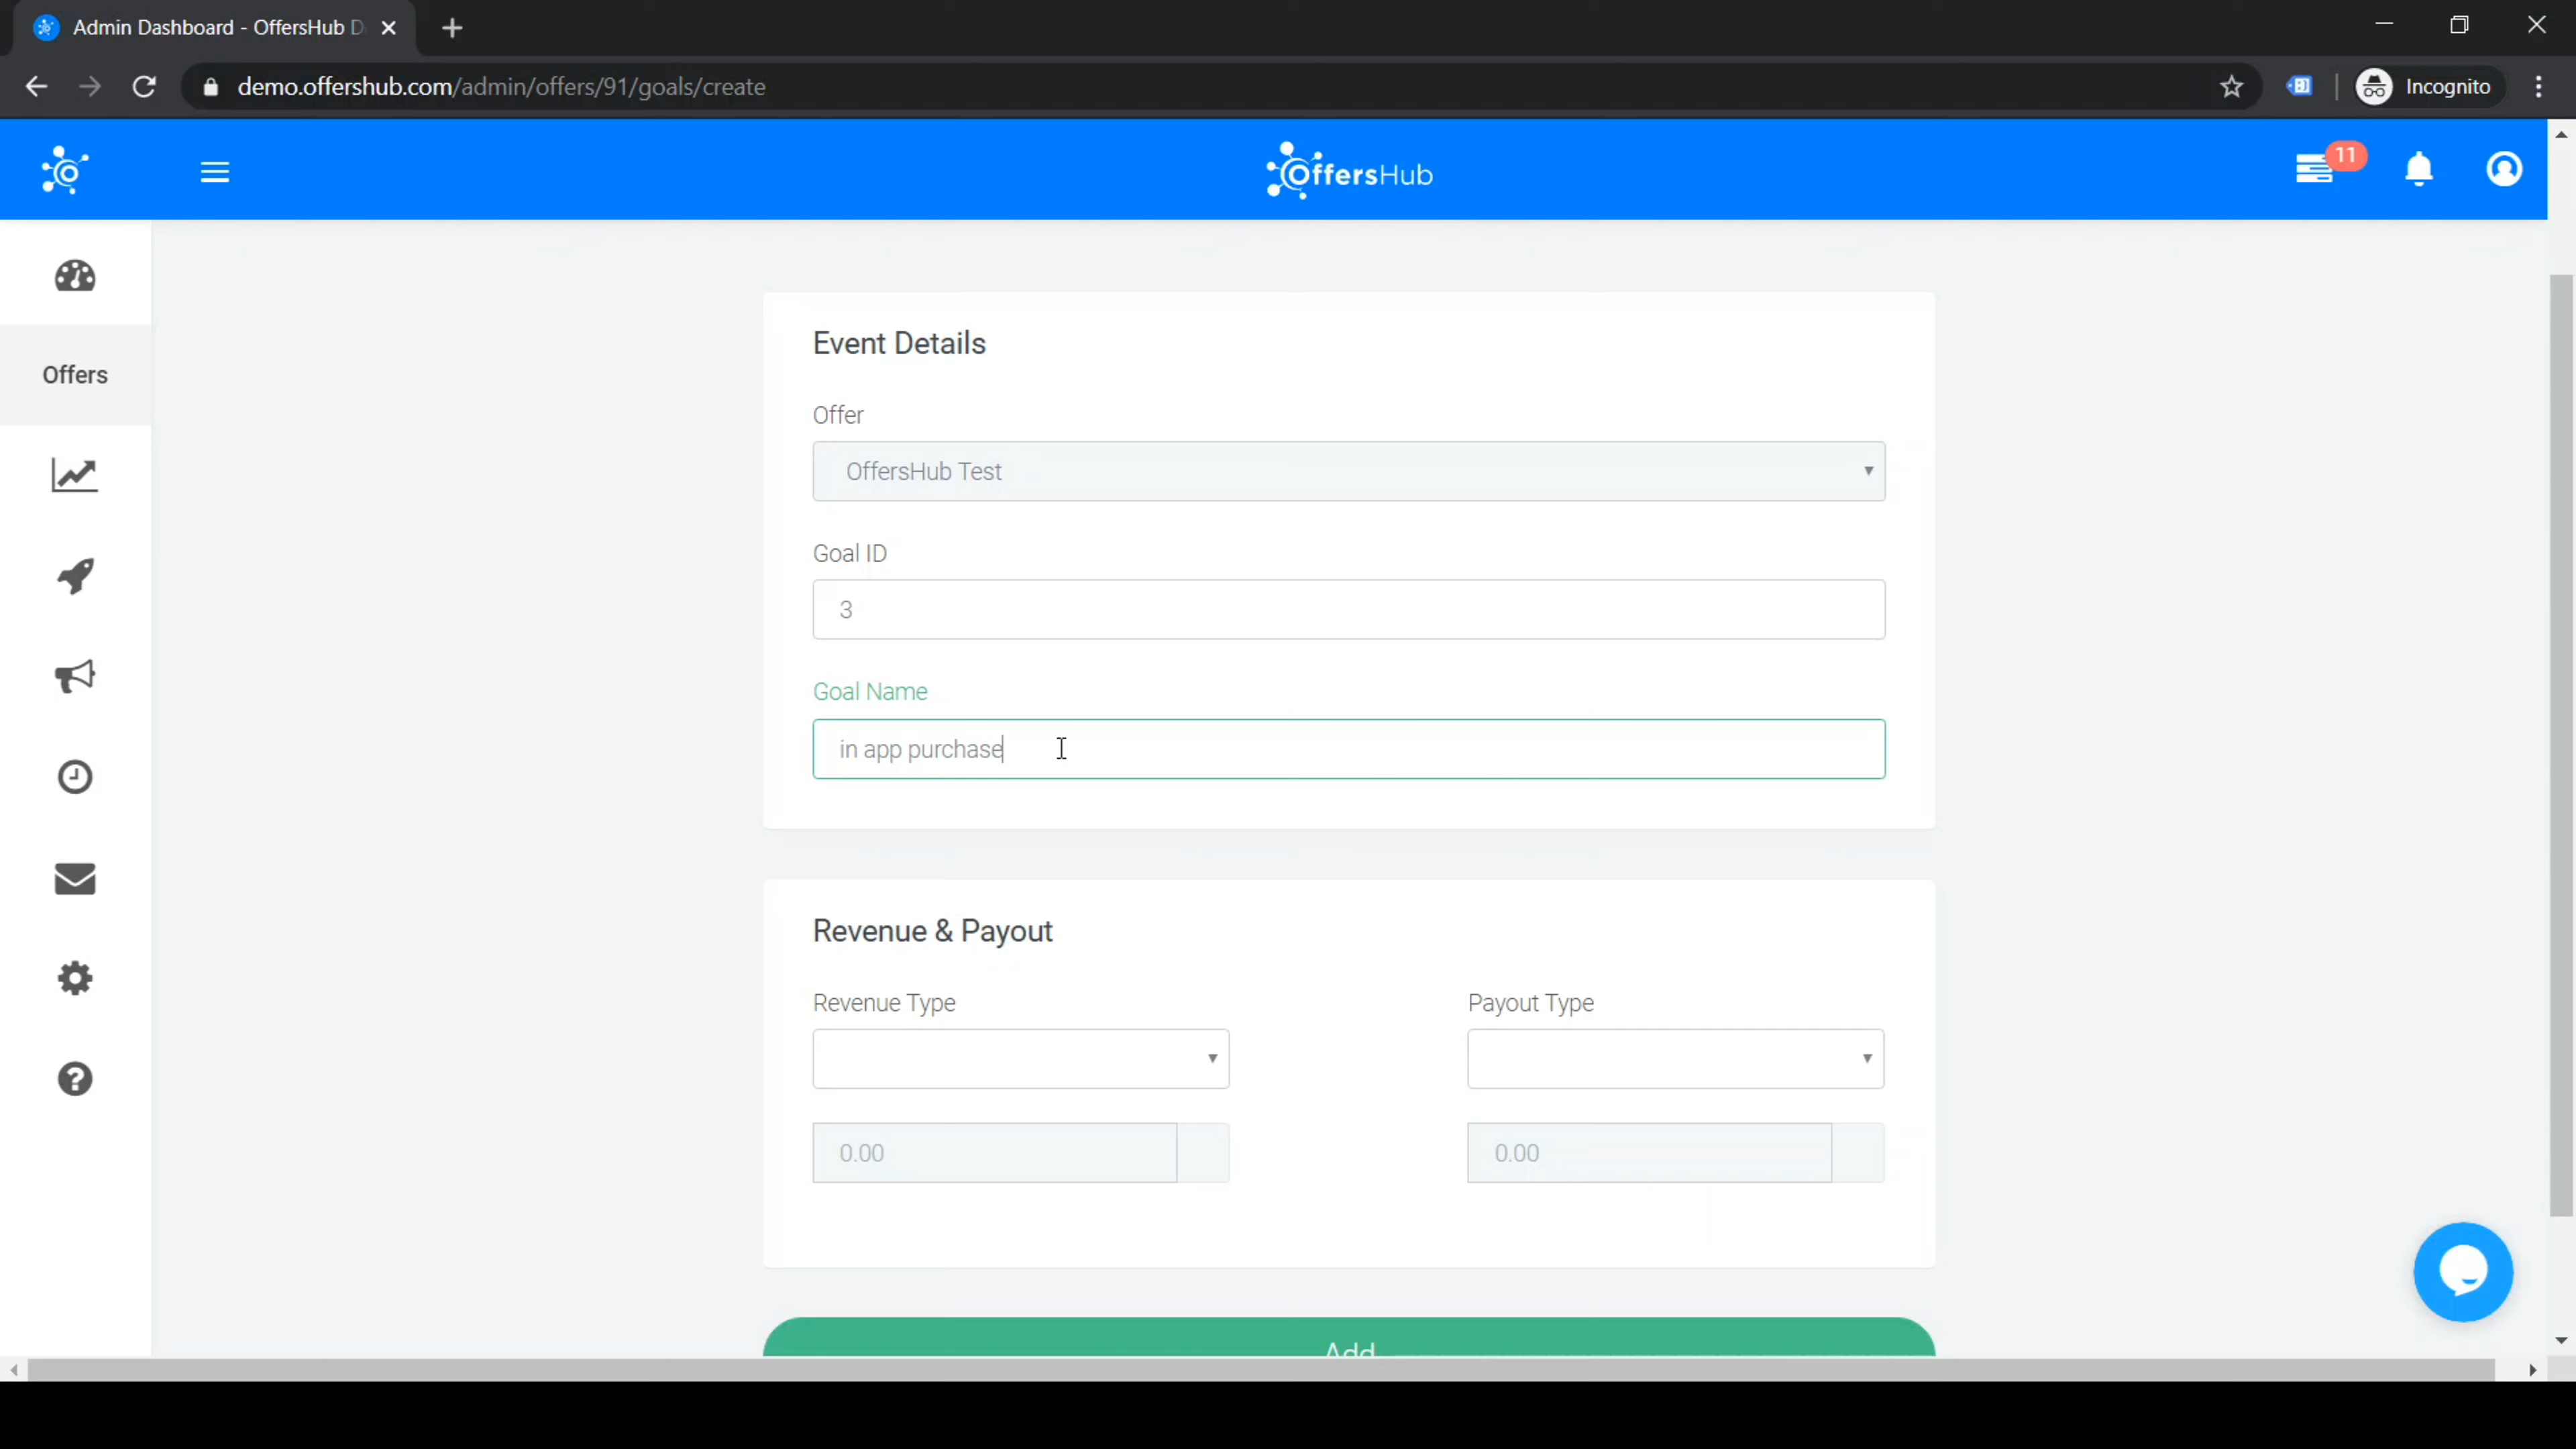 Admin Dashboard - OffersHub D
demo.offershub.com/admin/offers/91/goals/create
Incognito
OffersHub
11
Offers
Event Details
Offer
OffersHub Test
Goal ID
3
Goal Name
in app purchase
Revenue & Payout
Revenue Type
Payout Type
0.00
0.00
Add